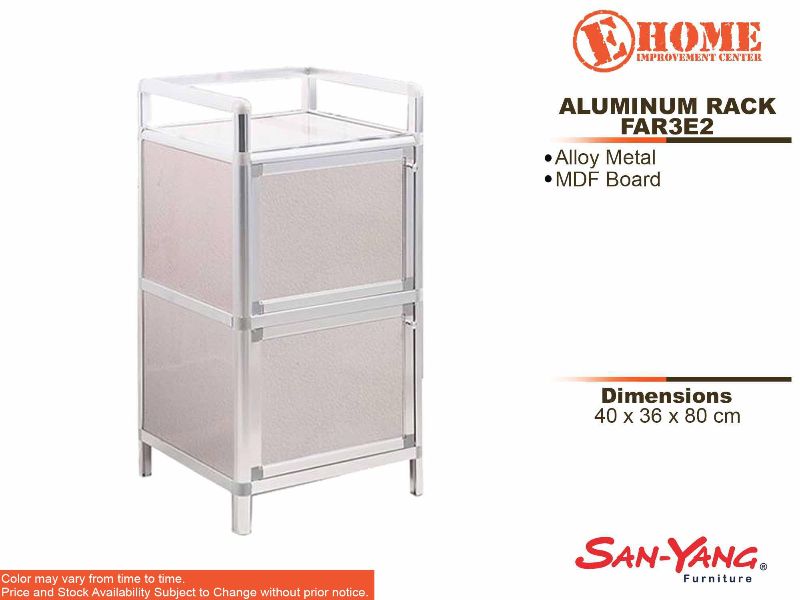 E HOME
IMPROVEMENT CENTER
ALUMINUM RACK
FAR3E2
• Alloy Metal
• MDF Board
Dimensions
40 x 36 x 80 cm
SAN-YANG®
Furniture
Color may vary from time to time.
Price and Stock Availability Subject to Change without prior notice.